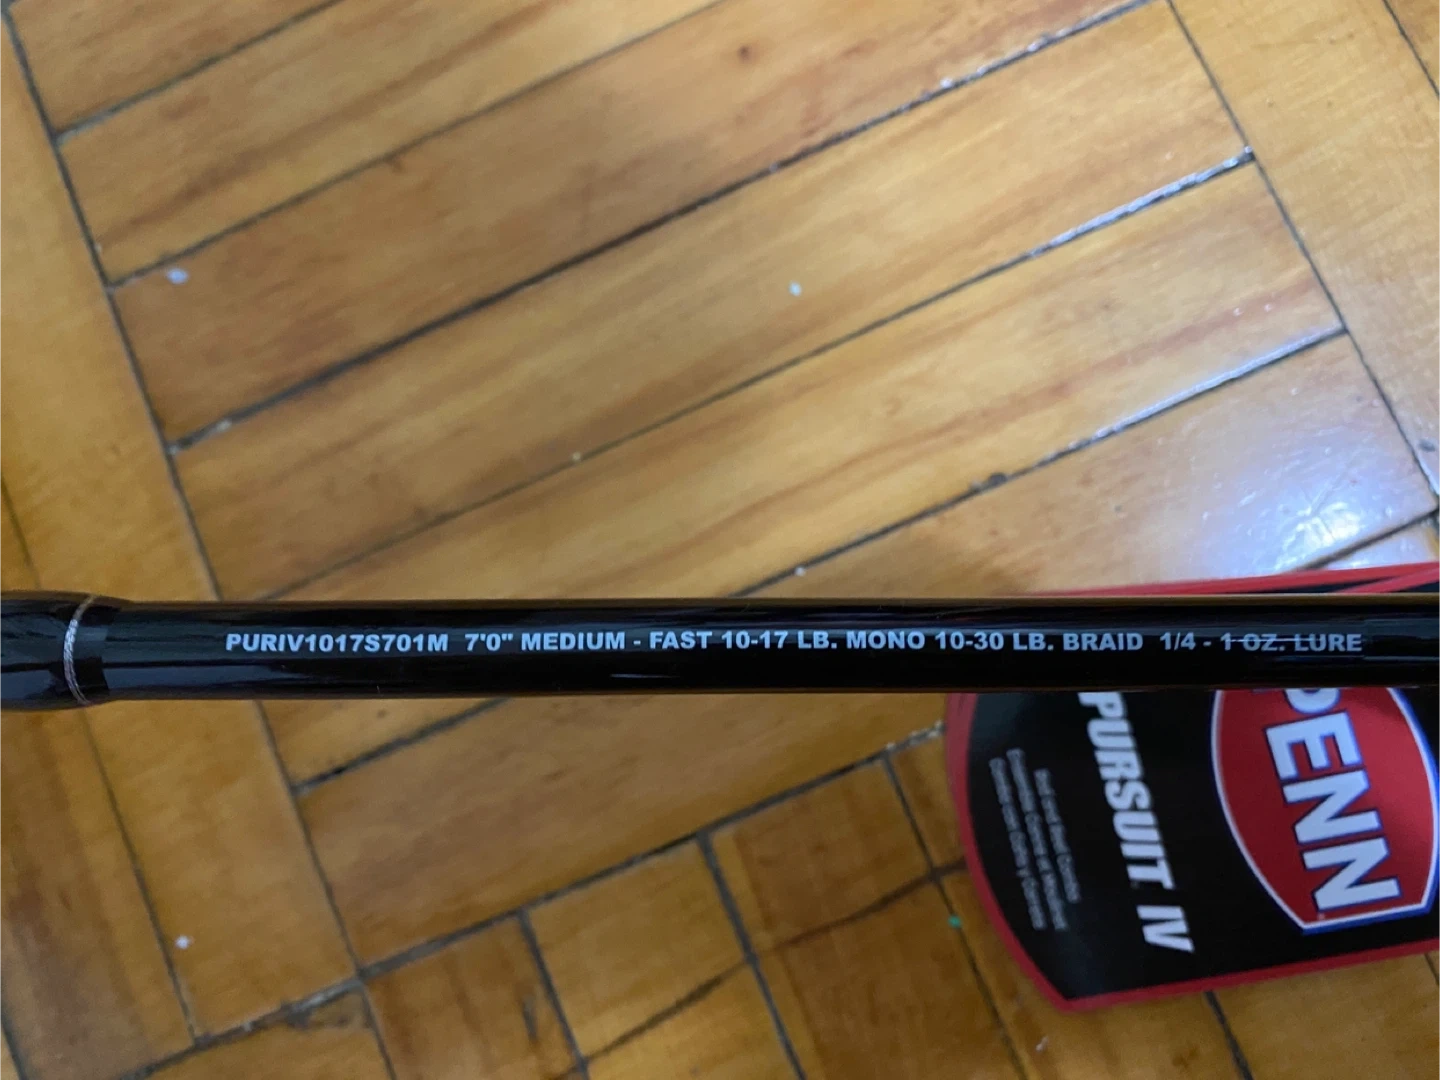 PURIV1017S701M 7'0" MEDIUM - FAST 10-17 LB. MONO 10-30 LB. BRAID 1/4 - 1 OZ. LURE
PENN
PURSUIT IV